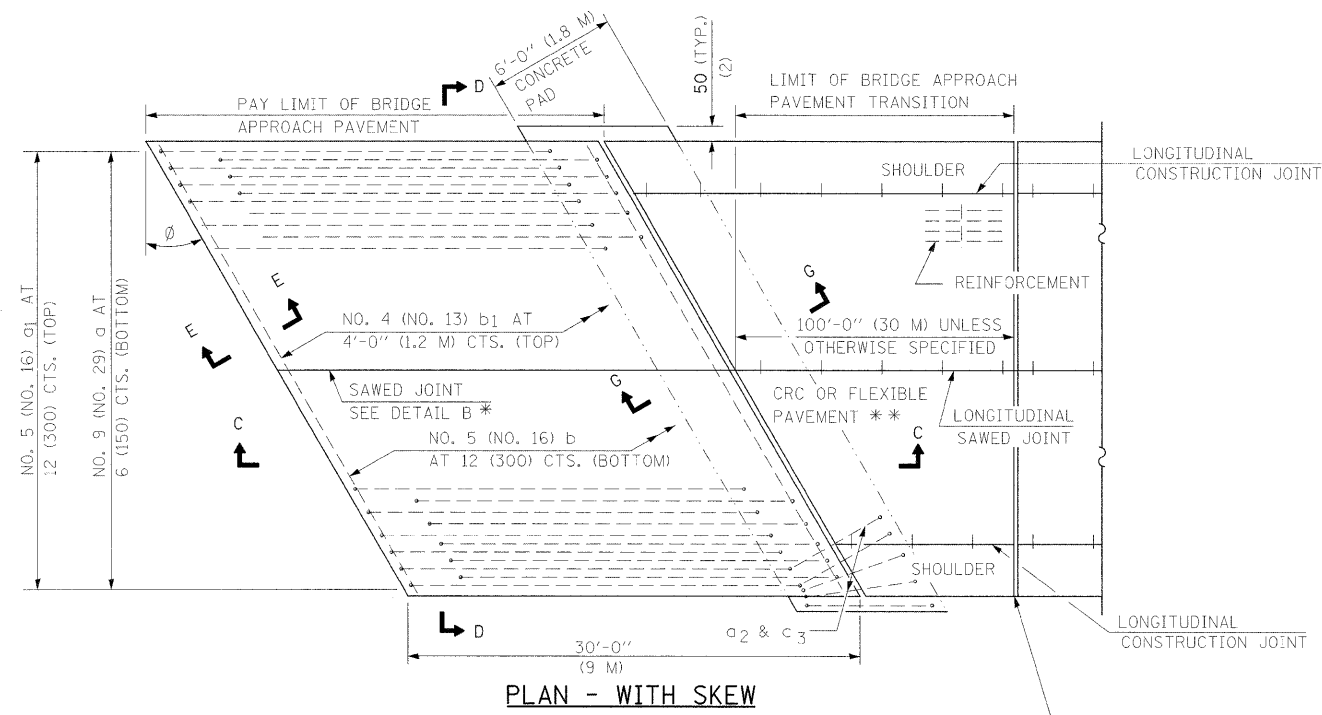 6'-0" (1.8 M)
CONCRETE
PAD
50 (TYP.)
(2)
D
PAY LIMIT OF BRIDGE
APPROACH PAVEMENT
LIMIT OF BRIDGE APPROACH
PAVEMENT TRANSITION
SHOULDER
LONGITUDINAL
CONSTRUCTION JOINT
Ø
REINFORCEMENT
E
E
G
NO. 5 (NO. 16) a1 AT
12 (300) CTS. (TOP)
NO. 9 (NO. 29) a AT
6 (150) CTS. (BOTTOM)
NO. 4 (NO. 13) b1 AT
4'-0" (1.2 M) CTS. (TOP)
100'-0" (30 M) UNLESS
OTHERWISE SPECIFIED
SAWED JOINT
SEE DETAIL B *
G
CRC OR FLEXIBLE
PAVEMENT * *
LONGITUDINAL
SAWED JOINT
C
C
NO. 5 (NO. 16) b
AT 12 (300) CTS. (BOTTOM)
SHOULDER
D
a2 & c3
LONGITUDINAL
CONSTRUCTION JOINT
30'-0"
(9 M)
PLAN - WITH SKEW